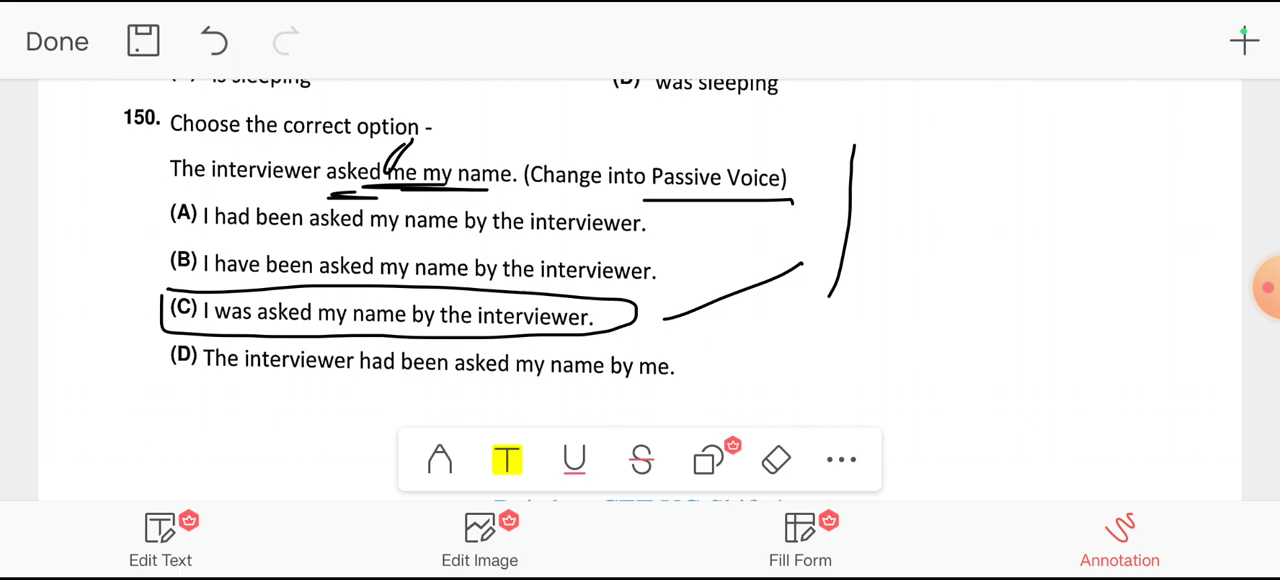 Done
is sleeping
(D) was sleeping
150. Choose the correct option -
The interviewer asked me my name. (Change into Passive Voice)
(A) I had been asked my name by the interviewer.
(B) I have been asked my name by the interviewer.
(C) I was asked my name by the interviewer.
(D) The interviewer had been asked my name by me.
T U S
Edit Text Edit Image Fill Form Annotation